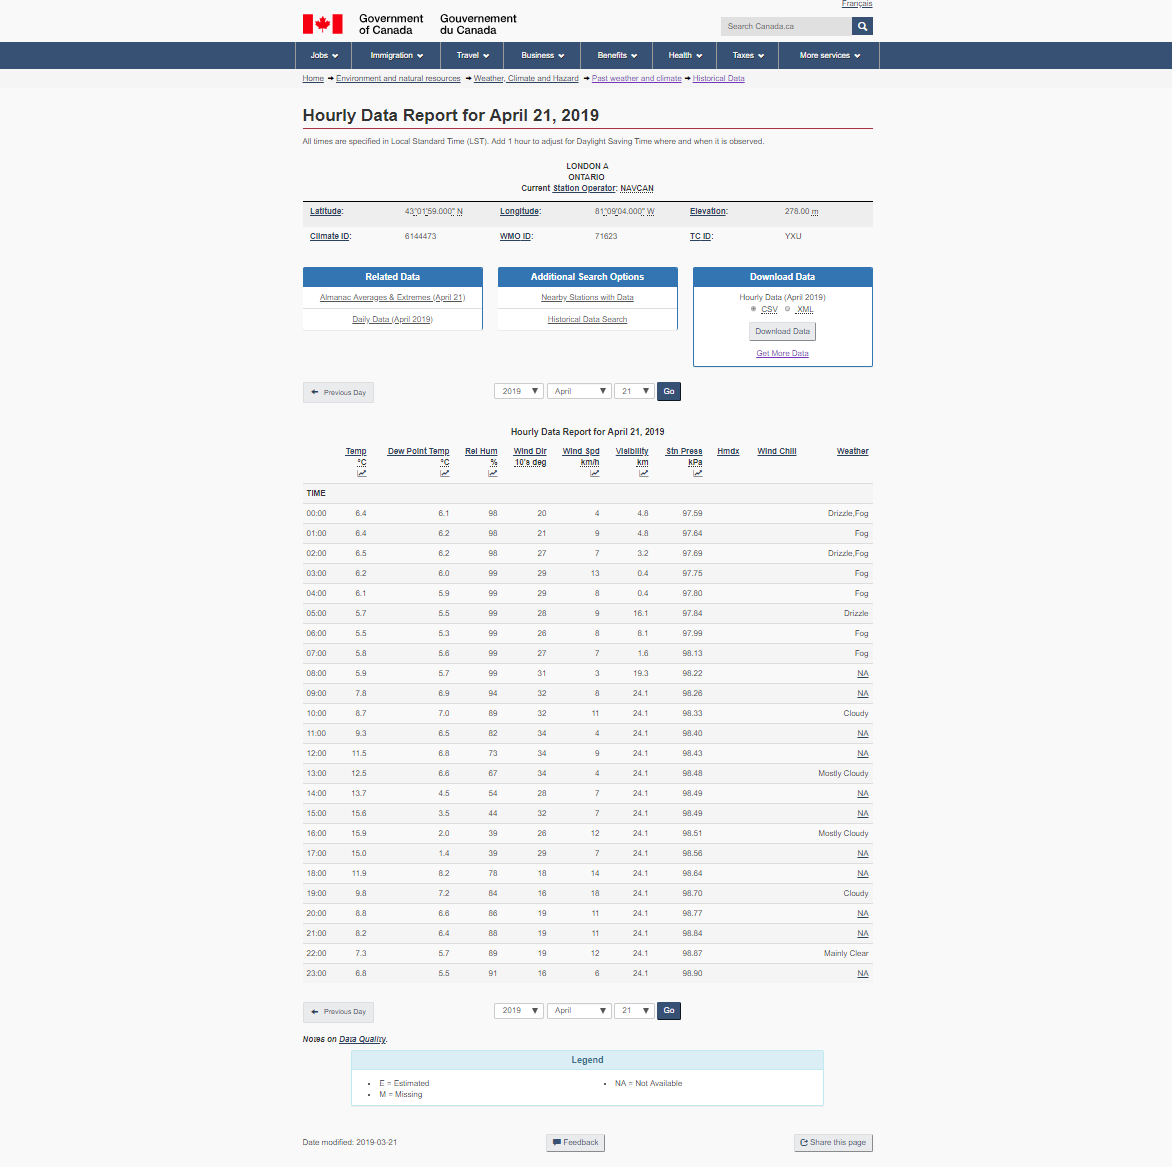 Français
Government of Canada
Gouvernement du Canada
Search Canada.ca
Jobs Immigration Travel Business Benefits Health Taxes More services
Home → Environment and natural resources → Weather, Climate and Hazard → Past weather and climate → Historical Data
Hourly Data Report for April 21, 2019
All times are specified in Local Standard Time (LST). Add 1 hour to adjust for Daylight Saving Time where and when it is observed.
LONDON A
ONTARIO
Current Station Operator: NAVCAN
Latitude: 43°01'59.000" N Longitude: 81°09'04.000" W Elevation: 278.00 m
Climate ID: 6144473 WMO ID: 71623 TC ID: YXU
Related Data
Almanac Averages & Extremes (April 21)
Daily Data (April 2019)
Additional Search Options
Nearby Stations with Data
Historical Data Search
Download Data
Hourly Data (April 2019)
CSV XML
Download Data
Get More Data
← Previous Day 2019 April 21 Go
Hourly Data Report for April 21, 2019
Temp Dew Point Temp Rel Hum Wind Dir Wind Spd Visibility Stn Press Hmdx Wind Chill Weather
°C °C % 10's deg km/h km kPa
TIME
00:00 6.4 6.1 98 20 4 4.8 97.59 Drizzle,Fog
01:00 6.4 6.2 98 21 9 4.8 97.64 Fog
02:00 6.5 6.2 98 27 7 3.2 97.69 Drizzle,Fog
03:00 6.2 6.0 99 29 13 0.4 97.75 Fog
04:00 6.1 5.9 99 29 8 0.4 97.80 Fog
05:00 5.7 5.5 99 28 9 16.1 97.84 Drizzle
06:00 5.5 5.3 99 26 8 8.1 97.99 Fog
07:00 5.8 5.6 99 27 7 1.6 98.13 Fog
08:00 5.9 5.7 99 31 3 19.3 98.22 NA
09:00 7.8 6.9 94 32 8 24.1 98.26 NA
10:00 8.7 7.0 89 32 11 24.1 98.33 Cloudy
11:00 9.3 6.5 82 34 4 24.1 98.40 NA
12:00 11.5 6.8 73 34 9 24.1 98.43 NA
13:00 12.5 6.6 67 34 4 24.1 98.48 Mostly Cloudy
14:00 13.7 4.5 54 28 7 24.1 98.49 NA
15:00 15.6 3.5 44 32 7 24.1 98.49 NA
16:00 15.9 2.0 39 26 12 24.1 98.51 Mostly Cloudy
17:00 15.0 1.4 39 29 7 24.1 98.56 NA
18:00 11.9 8.2 78 18 14 24.1 98.64 NA
19:00 9.8 7.2 84 16 18 24.1 98.70 Cloudy
20:00 8.8 6.6 86 19 11 24.1 98.77 NA
21:00 8.2 6.4 88 19 11 24.1 98.84 NA
22:00 7.3 5.7 89 19 12 24.1 98.87 Mainly Clear
23:00 6.8 5.5 91 16 6 24.1 98.90 NA
← Previous Day 2019 April 21 Go
Notes on Data Quality.
Legend
• E = Estimated
• M = Missing
• NA = Not Available
Date modified: 2019-03-21 Feedback Share this page